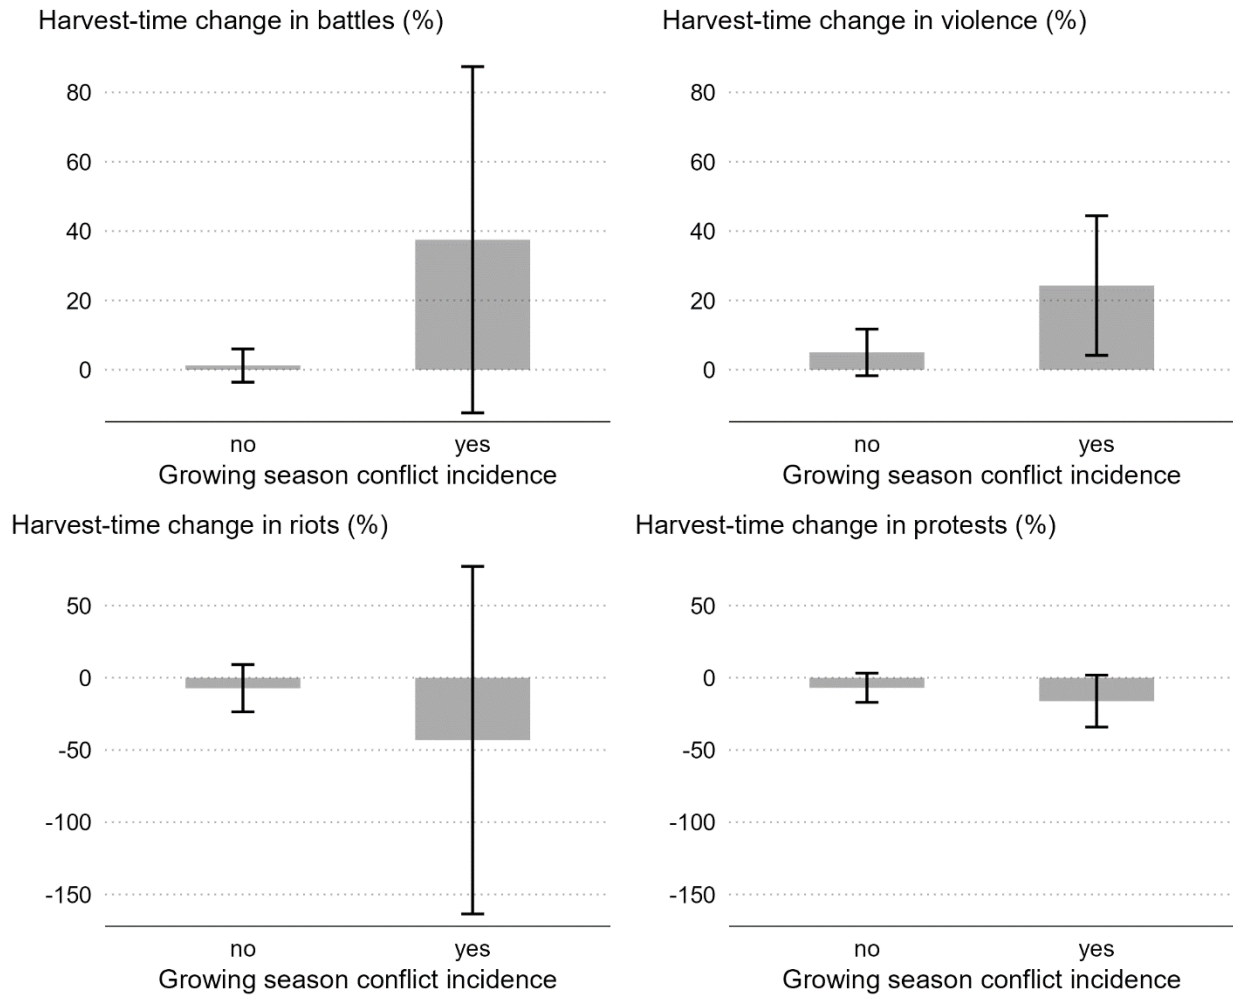 Harvest-time change in battles (%)
80
60
40
20
0
no yes
Growing season conflict incidence
Harvest-time change in violence (%)
80
60
40
20
0
no yes
Growing season conflict incidence
Harvest-time change in riots (%)
50
0
-50
-100
-150
no yes
Growing season conflict incidence
Harvest-time change in protests (%)
50
0
-50
-100
-150
no yes
Growing season conflict incidence